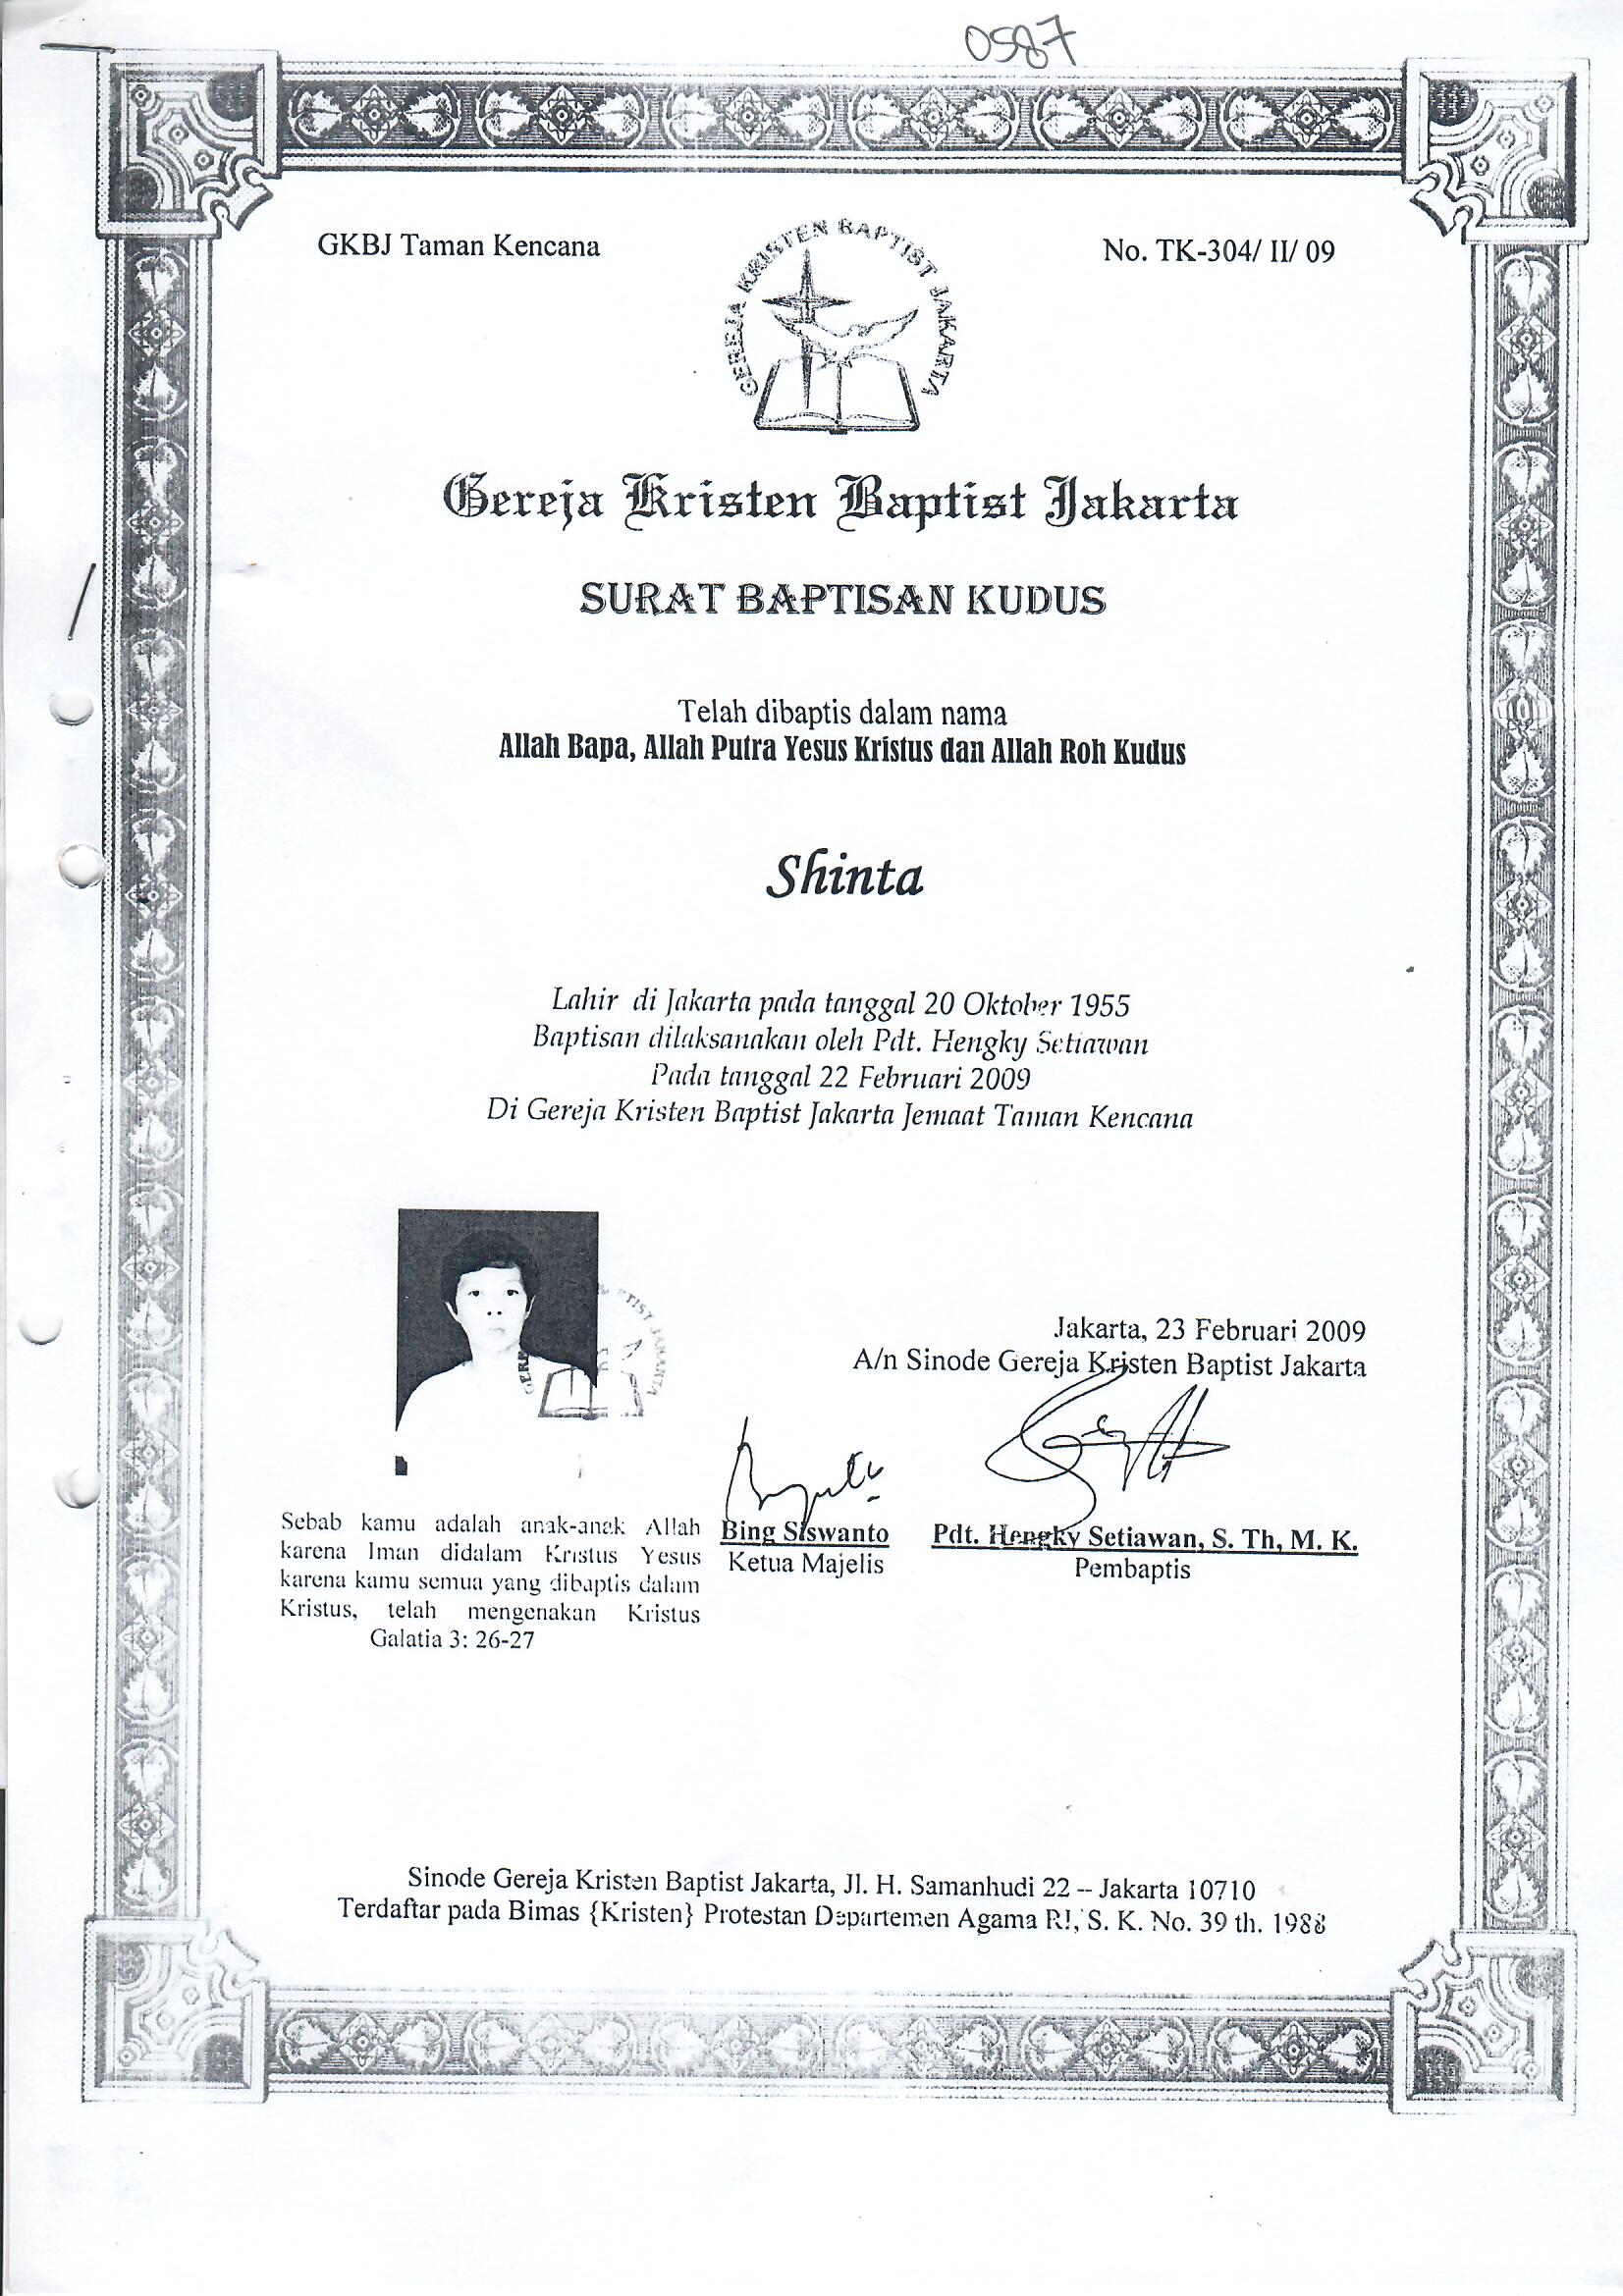 0587
GKBJ Taman Kencana
No. TK-304/ II/ 09
GEREJA KRISTEN BAPTIST JAKARTA
Gereja Kristen Baptist Jakarta
SURAT BAPTISAN KUDUS
Telah dibaptis dalam nama
Allah Bapa, Allah Putra Yesus Kristus dan Allah Roh Kudus
Shinta
Lahir di Jakarta pada tanggal 20 Oktober 1955
Baptisan dilaksanakan oleh Pdt. Hengky Setiawan
Pada tanggal 22 Februari 2009
Di Gereja Kristen Baptist Jakarta Jemaat Taman Kencana
Jakarta, 23 Februari 2009
A/n Sinode Gereja Kristen Baptist Jakarta
Bing Siswanto
Ketua Majelis
Pdt. Hengky Setiawan, S. Th, M. K.
Pembaptis
Sebab kamu adalah anak-anak Allah
karena Iman didalam Kristus Yesus
karena kamu semua yang dibaptis dalam
Kristus, telah mengenakan Kristus
Galatia 3: 26-27
Sinode Gereja Kristen Baptist Jakarta, Jl. H. Samanhudi 22 -- Jakarta 10710
Terdaftar pada Bimas {Kristen} Protestan Departemen Agama RI, S. K. No. 39 th. 1988